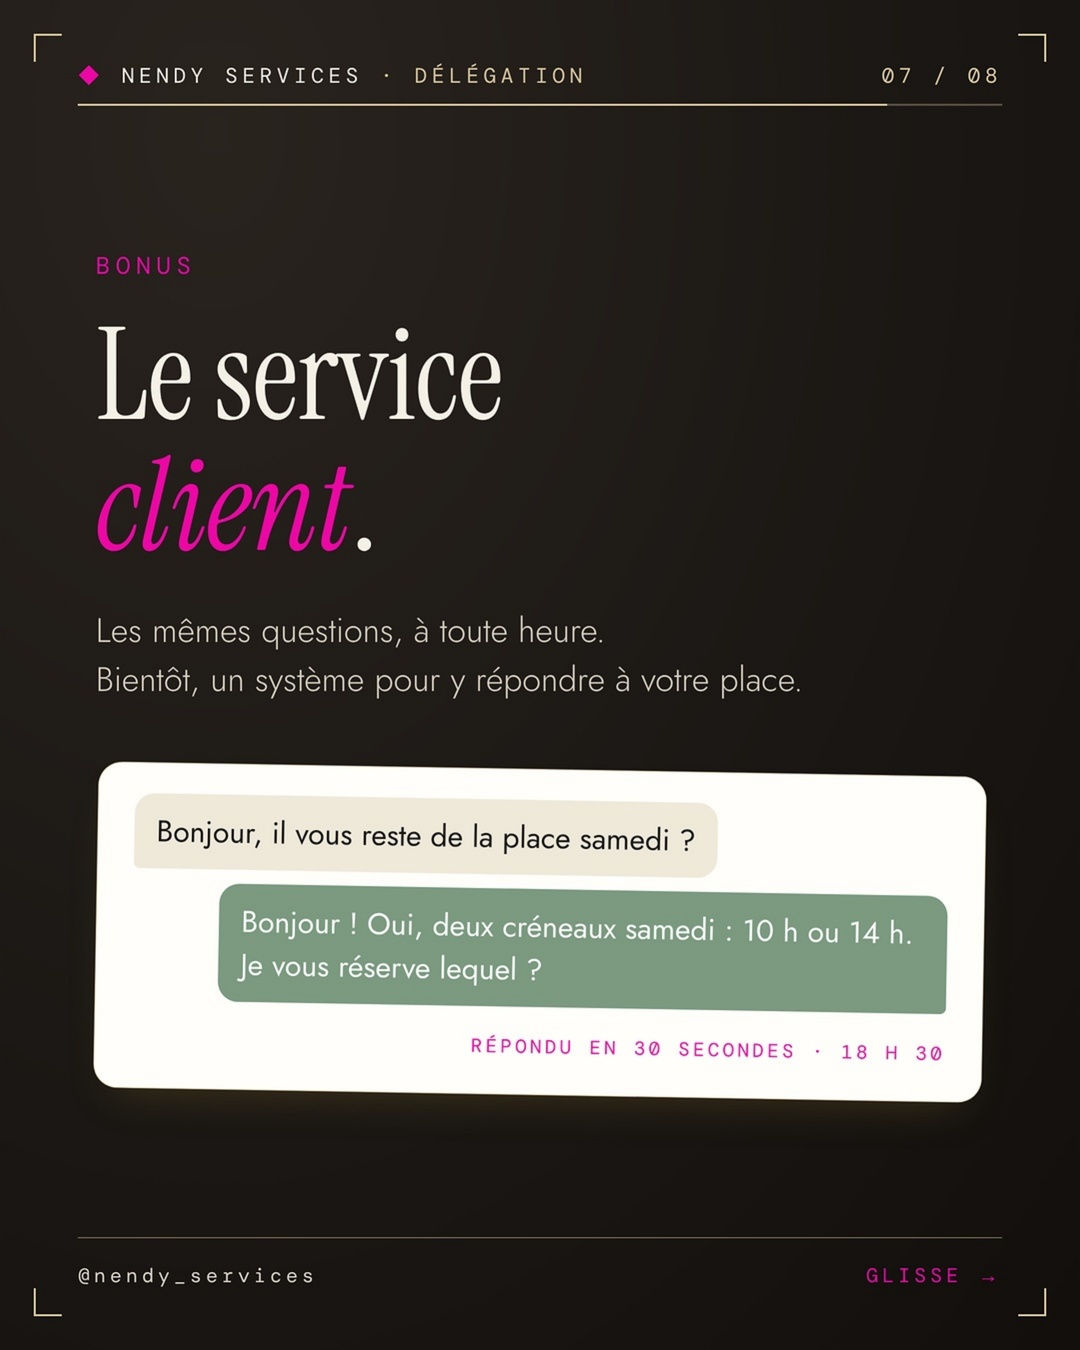 NENDY SERVICES · DÉLÉGATION
07 / 08
BONUS
Le service
client.
Les mêmes questions, à toute heure.
Bientôt, un système pour y répondre à votre place.
Bonjour, il vous reste de la place samedi ?
Bonjour ! Oui, deux créneaux samedi : 10 h ou 14 h.
Je vous réserve lequel ?
RÉPONDU EN 30 SECONDES · 18 H 30
@nendy_services
GLISSE →